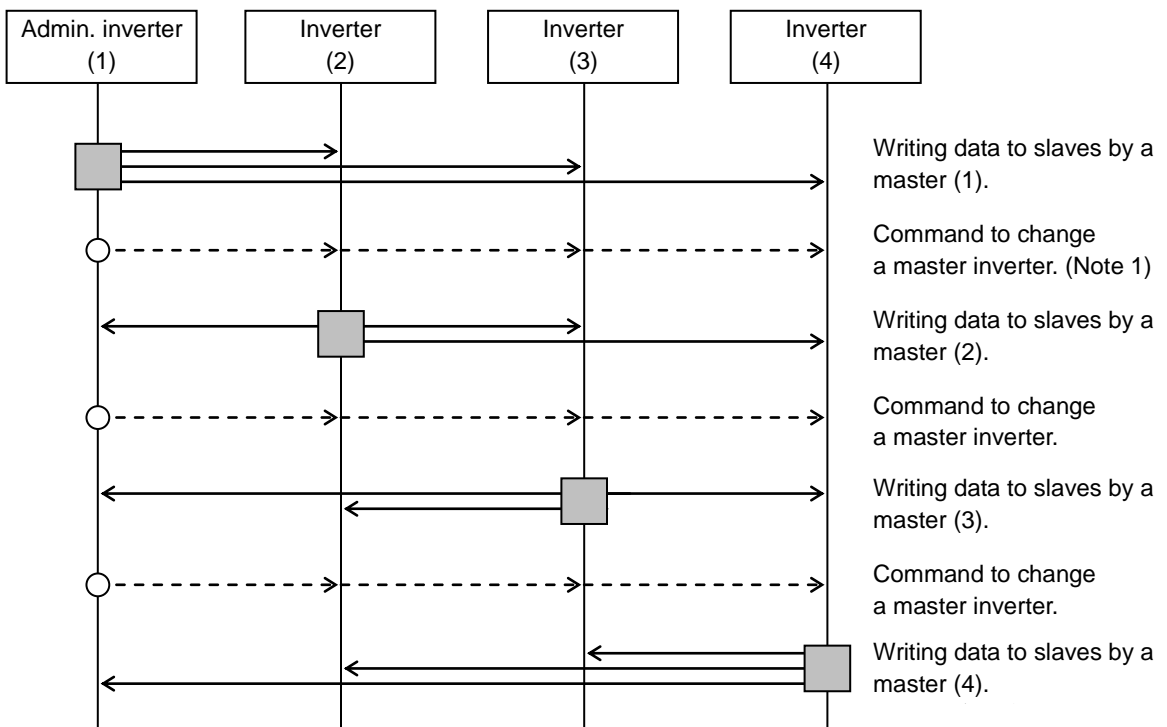 Admin. inverter
(1)
Inverter
(2)
Inverter
(3)
Inverter
(4)
Writing data to slaves by a
master (1).
Command to change
a master inverter. (Note 1)
Writing data to slaves by a
master (2).
Command to change
a master inverter.
Writing data to slaves by a
master (3).
Command to change
a master inverter.
Writing data to slaves by a
master (4).